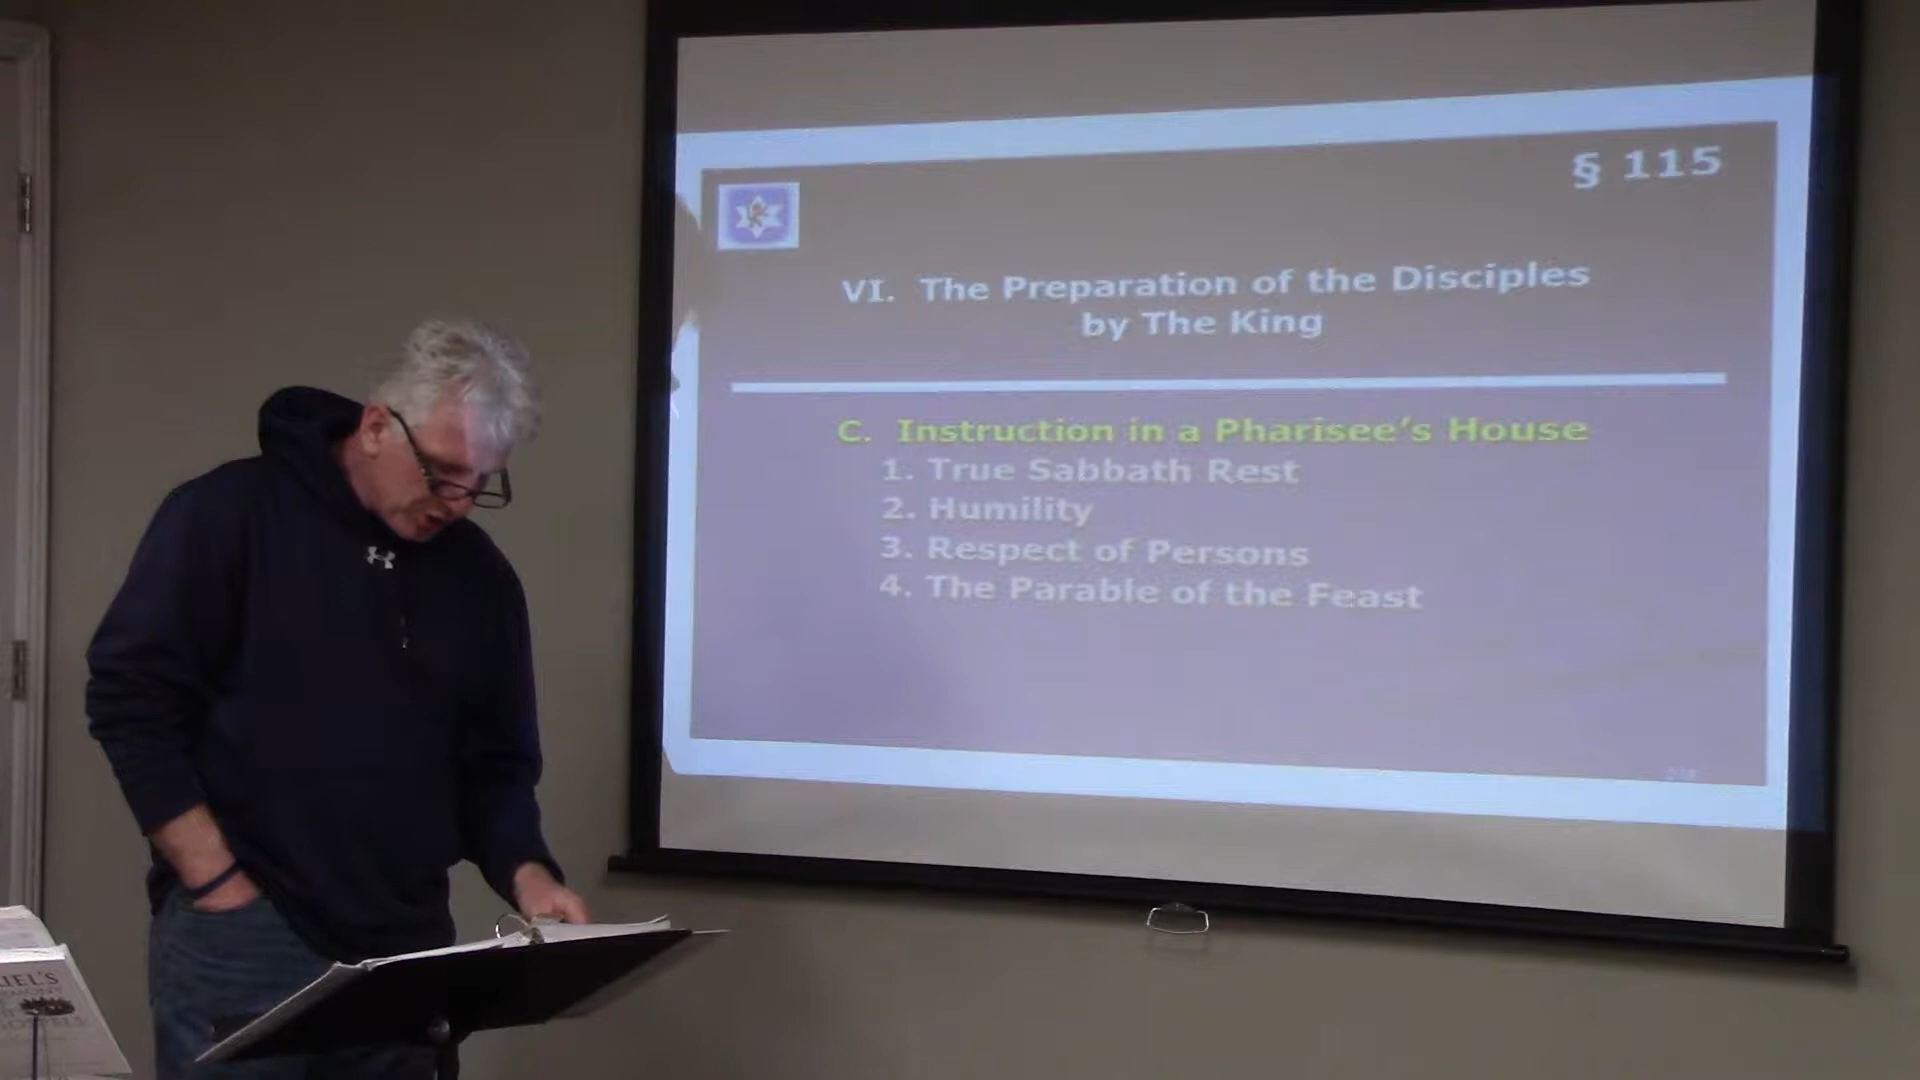 § 115
VI. The Preparation of the Disciples
by The King
C. Instruction in a Pharisee's House
1. True Sabbath Rest
2. Humility
3. Respect of Persons
4. The Parable of the Feast